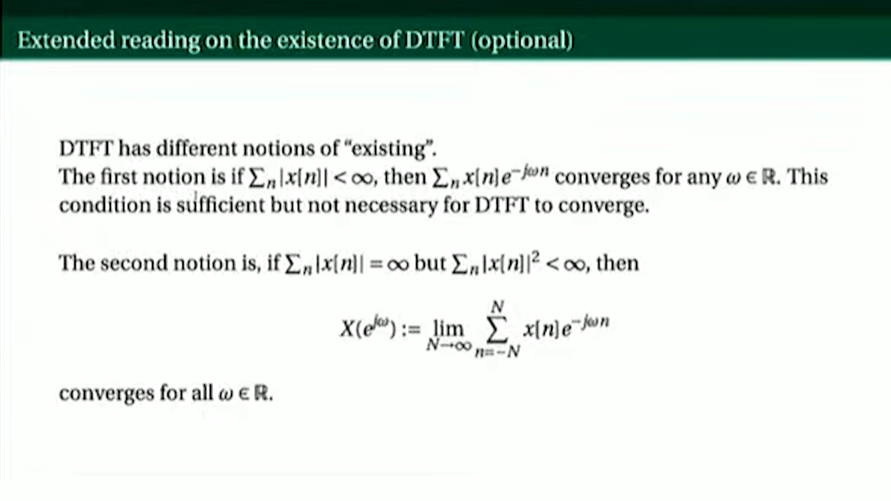 Extended reading on the existence of DTFT (optional)
DTFT has different notions of “existing”.
The first notion is if ∑ₙ|x[n]| < ∞, then ∑ₙ x[n]e^{−jωn} converges for any ω ∈ ℝ. This
condition is sufficient but not necessary for DTFT to converge.
The second notion is, if ∑ₙ|x[n]| = ∞ but ∑ₙ|x[n]|² < ∞, then
X(e^{jω}) := lim_{N→∞} ∑_{n=−N}^{N} x[n]e^{−jωn}
converges for all ω ∈ ℝ.